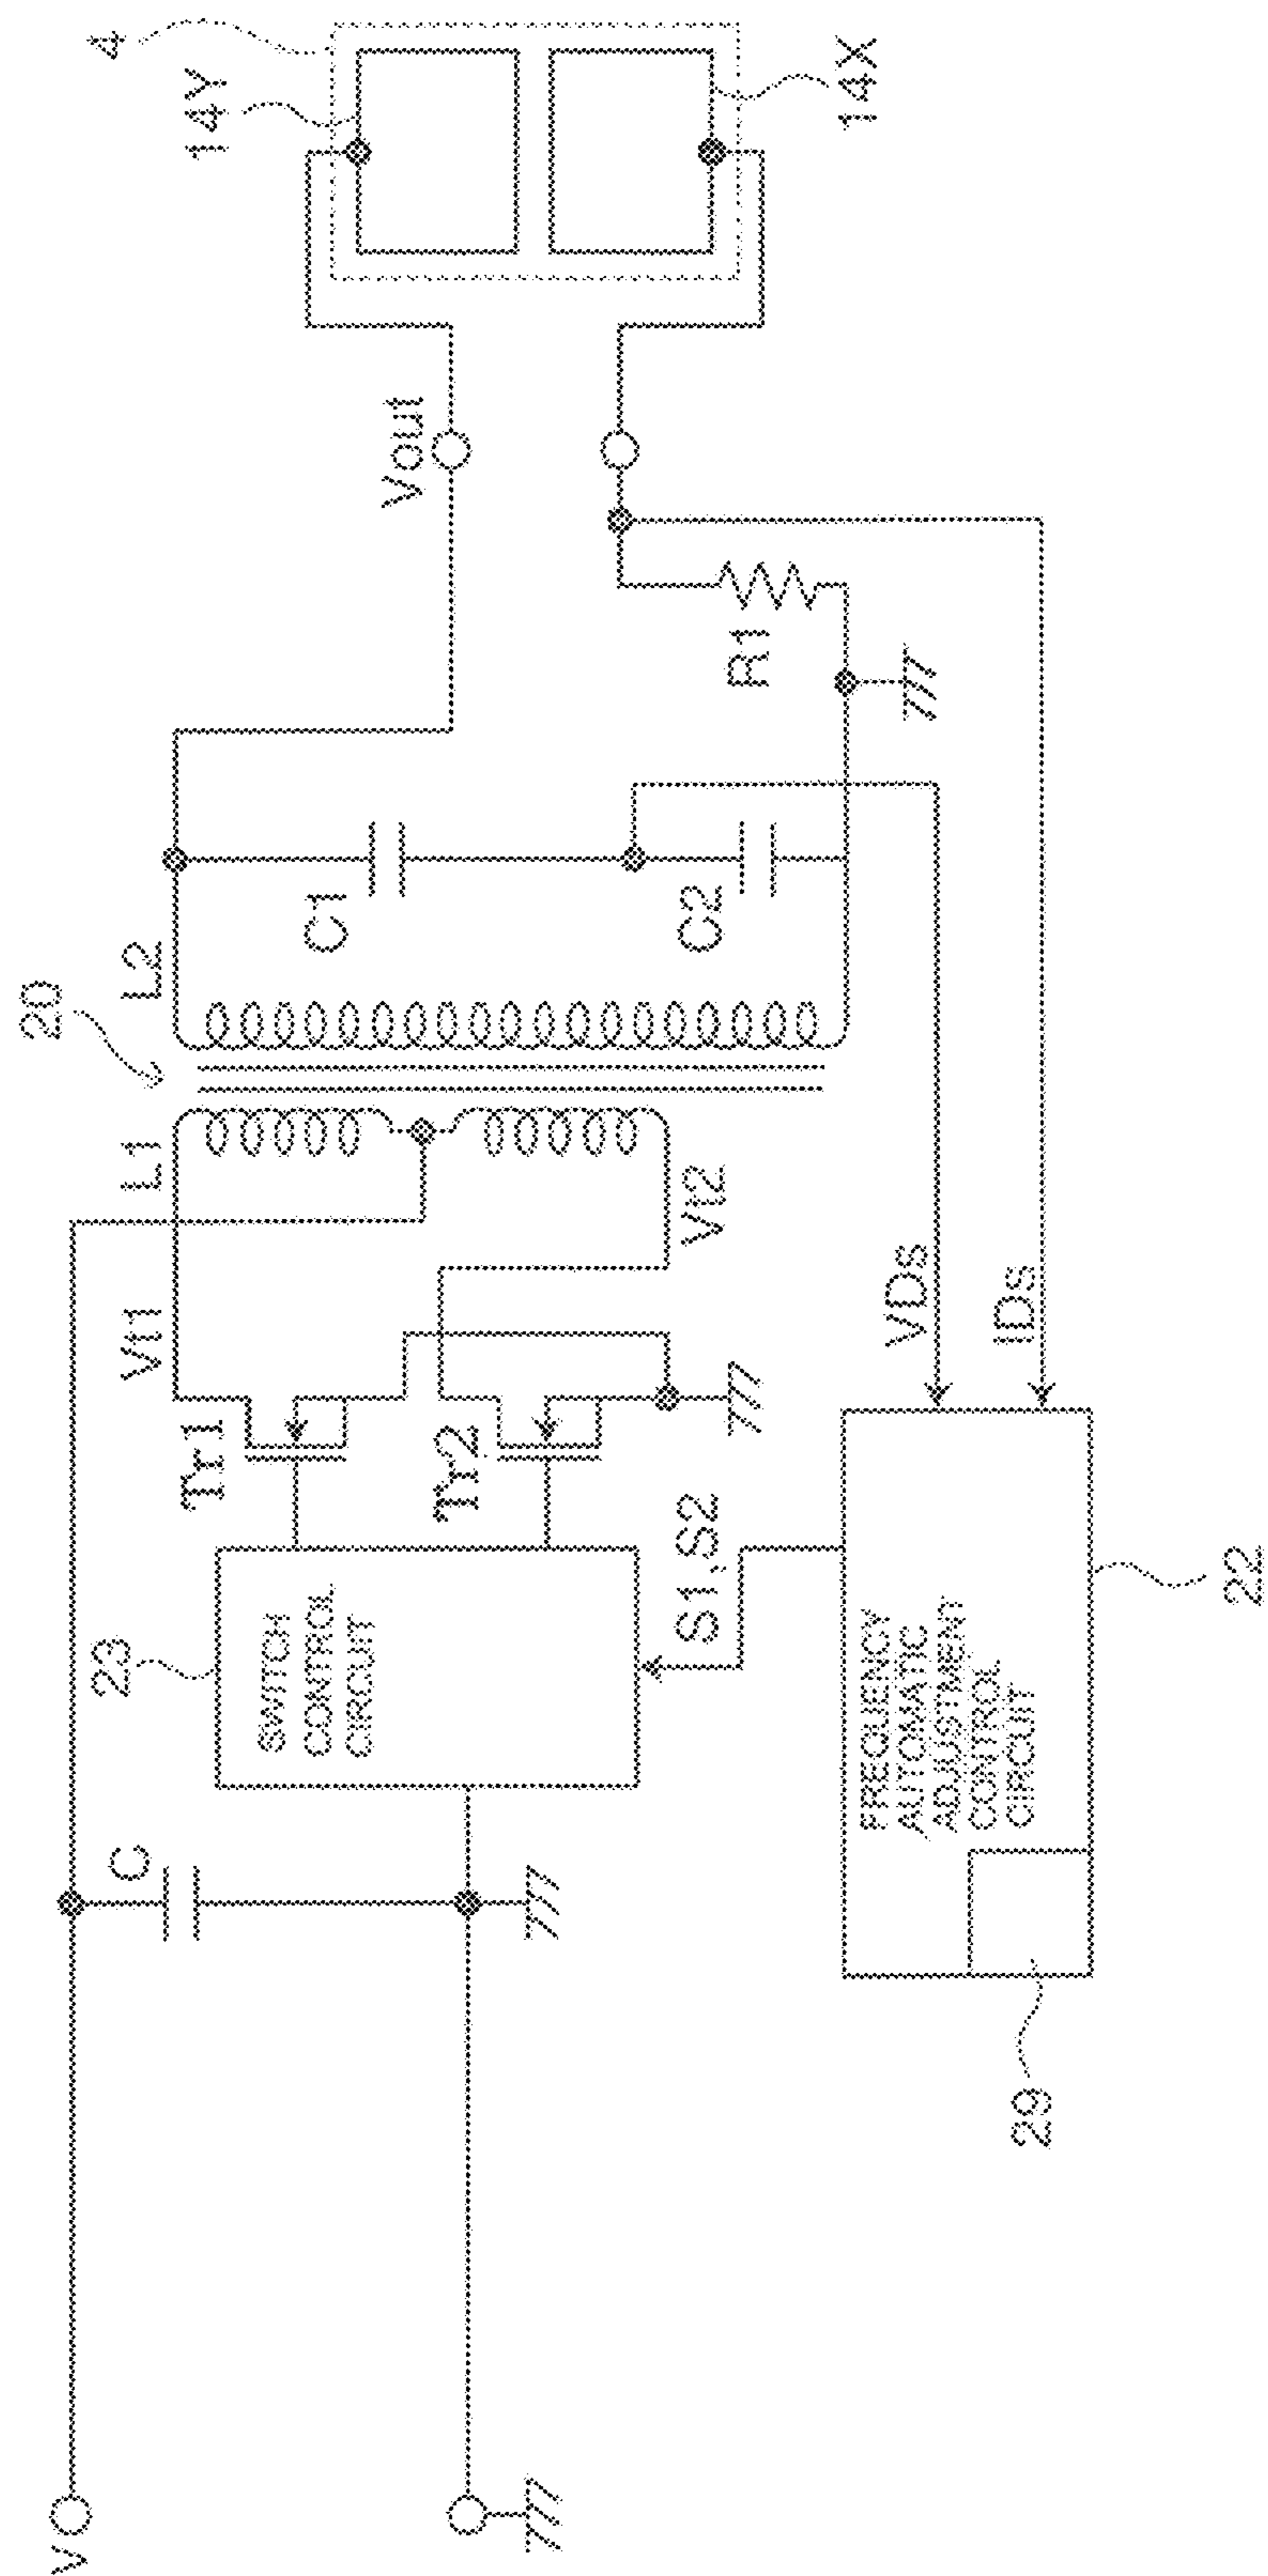 20
V
4
23
C
Vt1
L1
L2
14Y
Tr1
SWITCH
CONTROL
CIRCUIT
C1
Vout
Tr2
S1,S2
Vt2
C2
R1
14X
VDs
IDs
FREQUENCY
AUTOMATIC
ADJUSTMENT
CONTROL
CIRCUIT
29
22